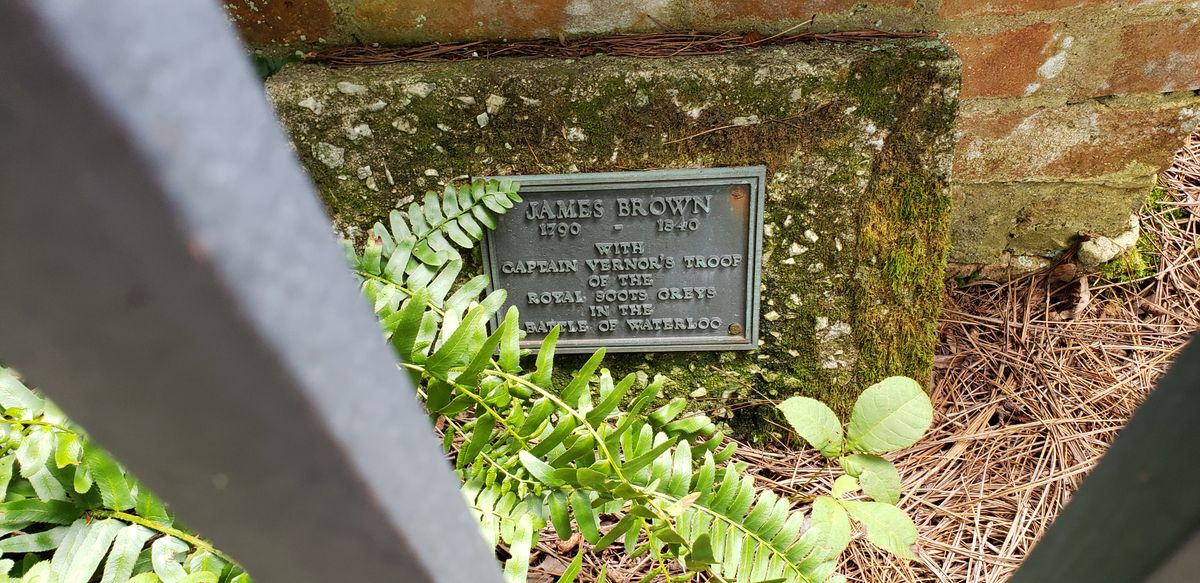 JAMES BROWN
1790 - 1840
WITH
CAPTAIN VERNOR'S TROOP
OF THE
ROYAL SCOTS GREYS
IN THE
BATTLE OF WATERLOO